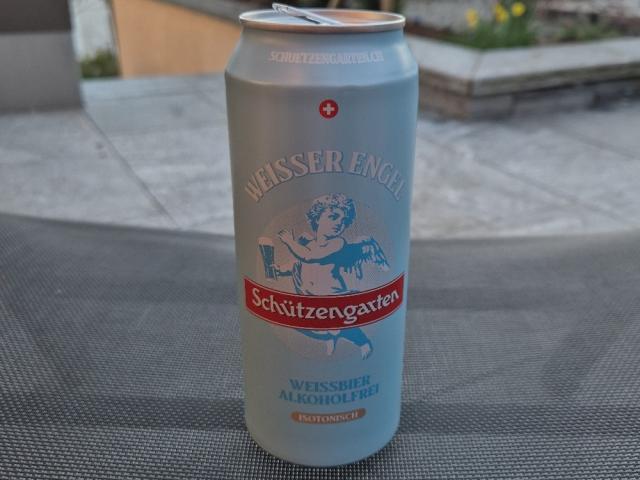 SCHUETZENGARTEN.CH
WEISSER ENGEL
Schützengarten
WEISSBIER
ALKOHOLFREI
ISOTONISCH